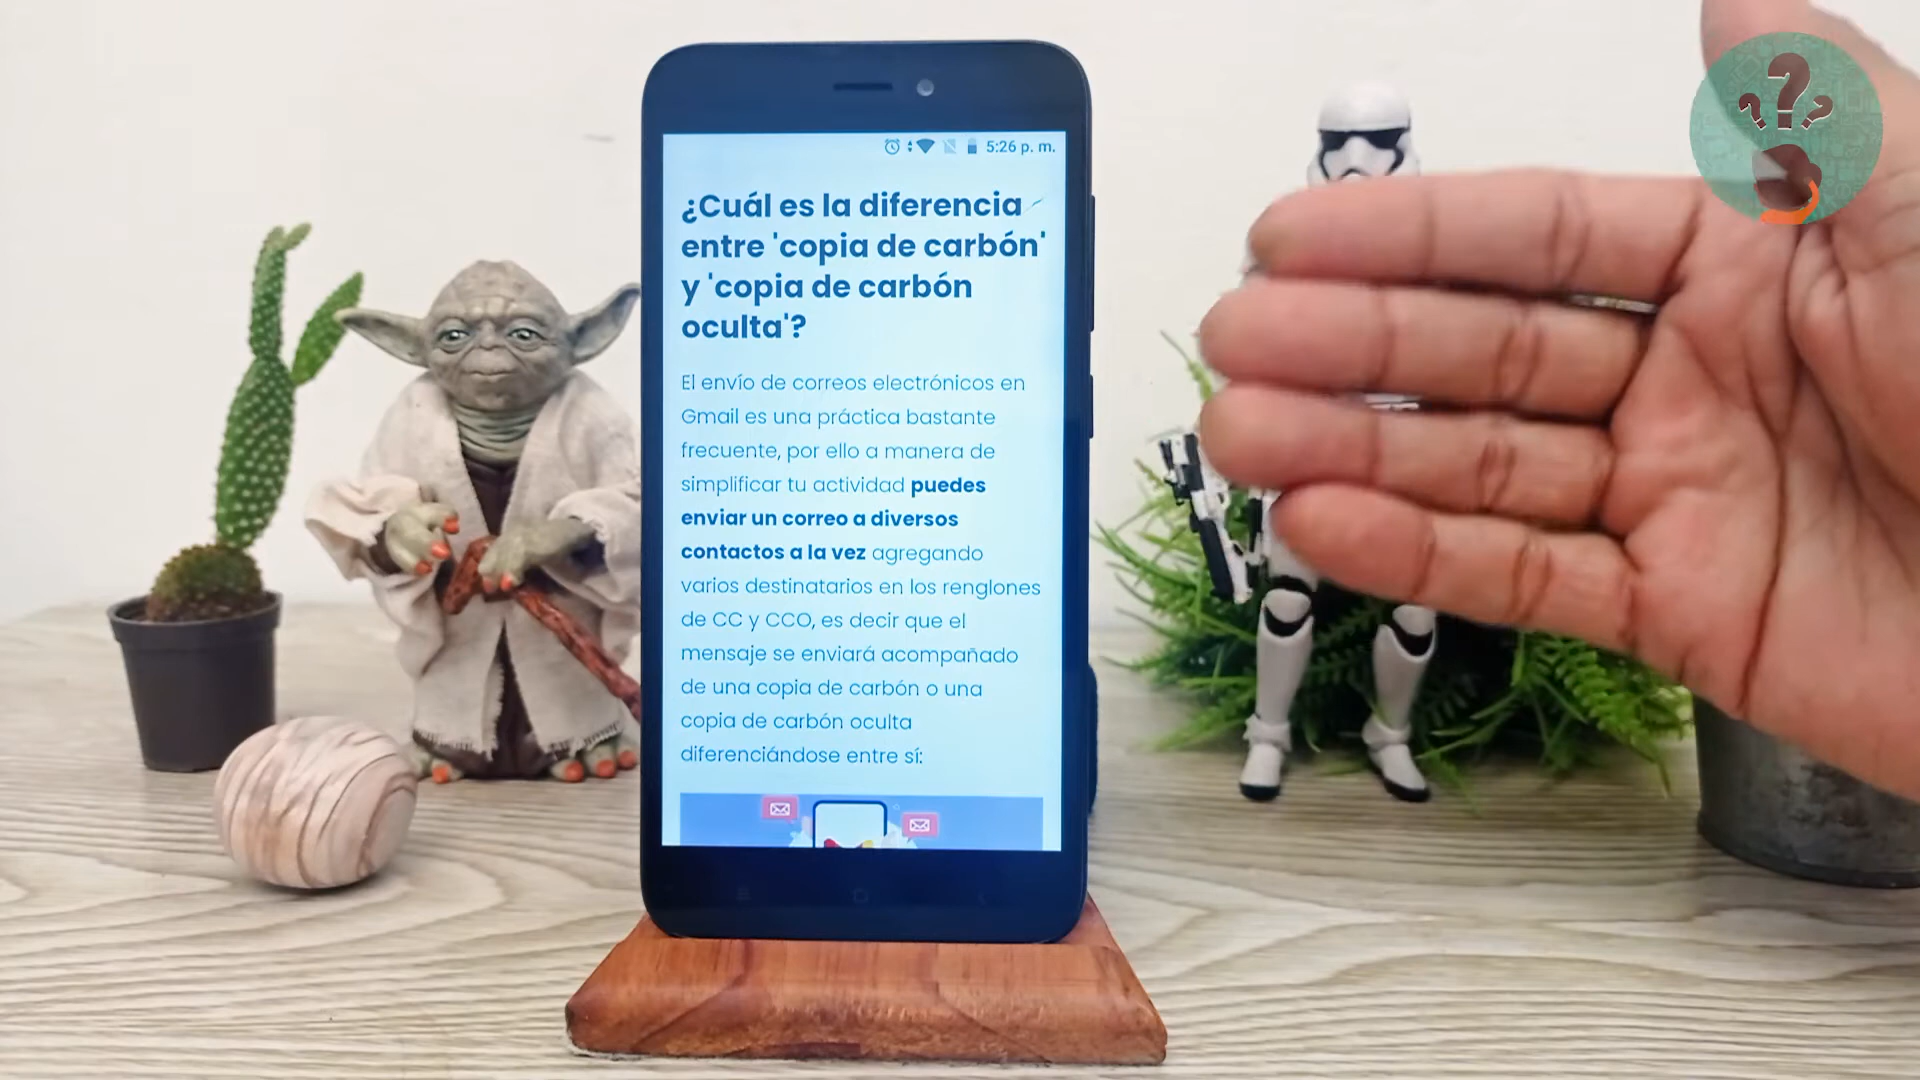 5:26 p. m.
¿Cuál es la diferencia
entre 'copia de carbón'
y 'copia de carbón
oculta'?
El envío de correos electrónicos en
Gmail es una práctica bastante
frecuente, por ello a manera de
simplificar tu actividad puedes
enviar un correo a diversos
contactos a la vez agregando
varios destinatarios en los renglones
de CC y CCO, es decir que el
mensaje se enviará acompañado
de una copia de carbón o una
copia de carbón oculta
diferenciándose entre sí:
???